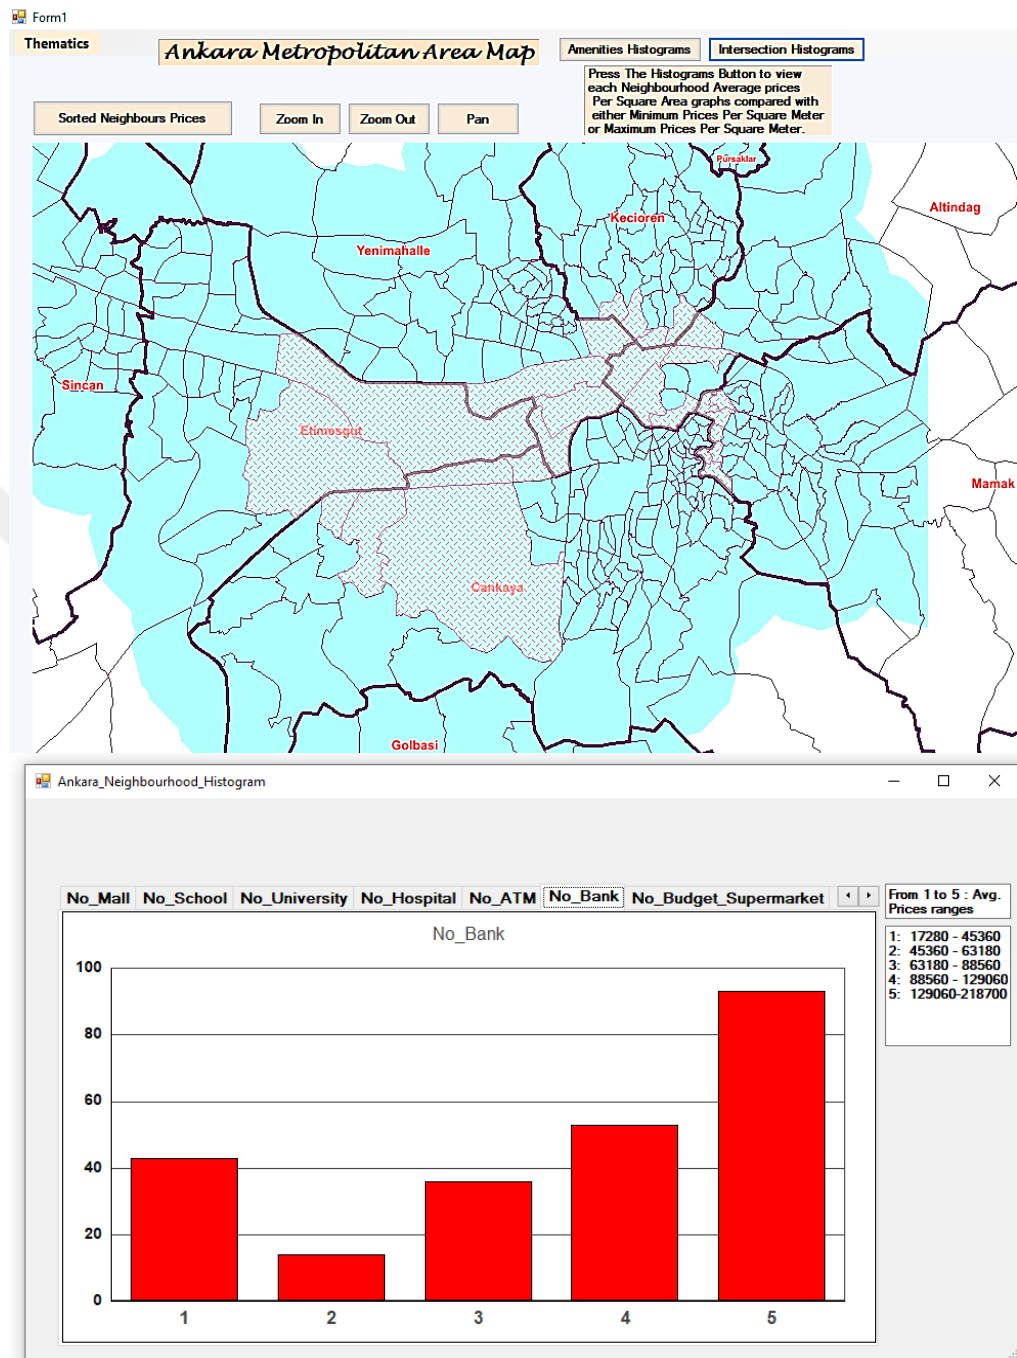 Form1
Thematics
Ankara Metropolitan Area Map
Amenities Histograms
Intersection Histograms
Press The Histograms Button to view
each Neighbourhood Average prices
Per Square Area graphs compared with
either Minimum Prices Per Square Meter
or Maximum Prices Per Square Meter.
Sorted Neighbours Prices
Zoom In
Zoom Out
Pan
Pursaklar
Altindag
Kecioren
Yenimahalle
Sincan
Etimesgut
Mamak
Cankaya
Golbasi
Ankara_Neighbourhood_Histogram
No_Mall No_School No_University No_Hospital No_ATM No_Bank No_Budget_Supermarket
From 1 to 5 : Avg.
Prices ranges
1: 17280 - 45360
2: 45360 - 63180
3: 63180 - 88560
4: 88560 - 129060
5: 129060-218700
No_Bank
100
80
60
40
20
0
1 2 3 4 5